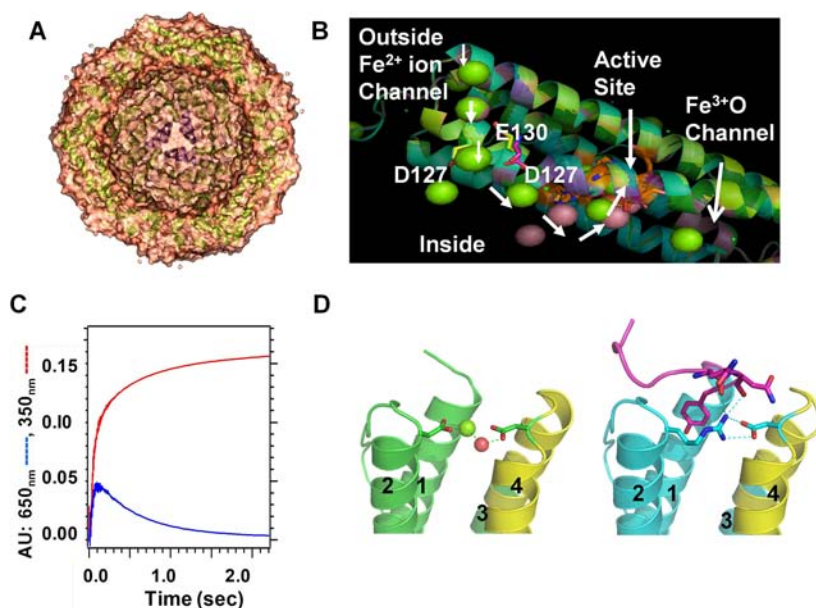 A
B
Outside
Fe²⁺ ion
Channel
Active
Site
Fe³⁺O
Channel
E130
D127
D127
Inside
C
AU: 650nm ----, 350nm ----
0.15
0.10
0.05
0.00
0.0 1.0 2.0
Time (sec)
D
2 1 3 4
2 1 3 4